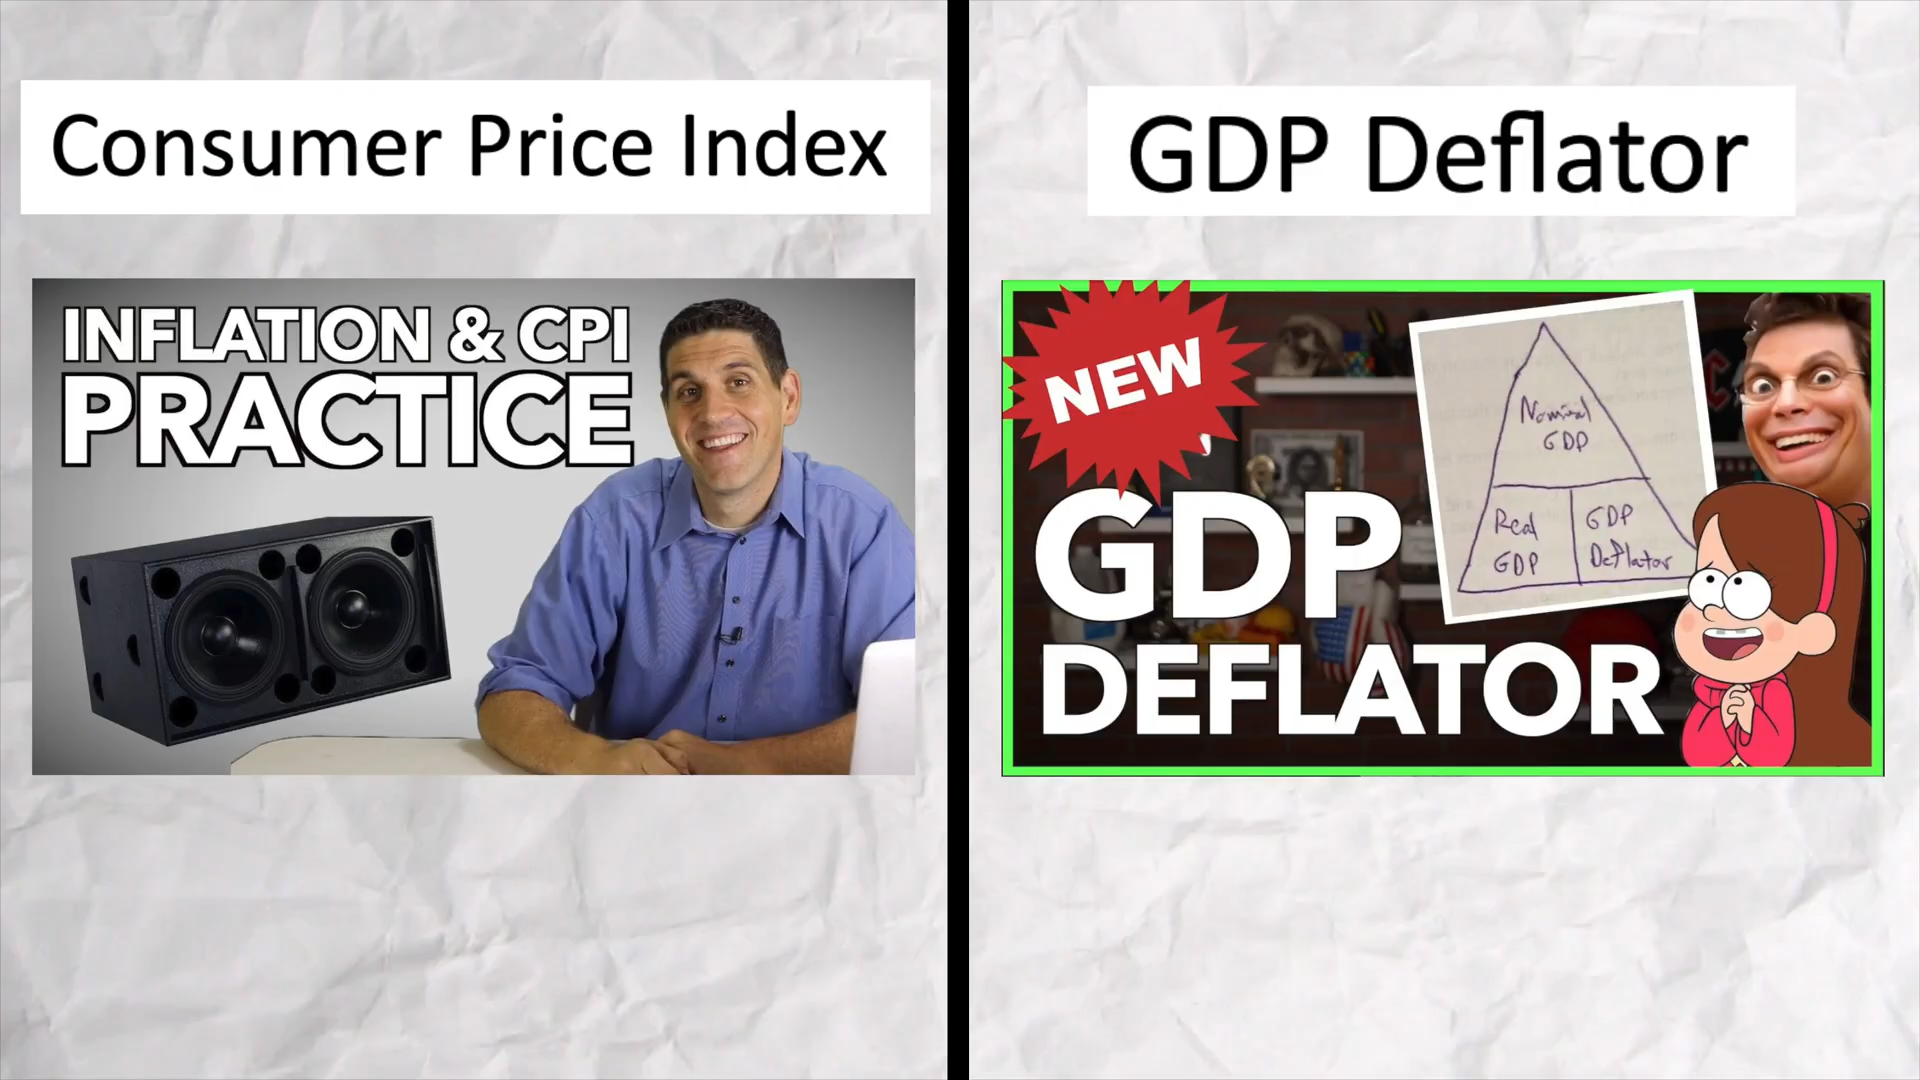 Consumer Price Index
INFLATION & CPI
PRACTICE
GDP Deflator
NEW
GDP
DEFLATOR
Nominal
GDP
Real
GDP
GDP
Deflator